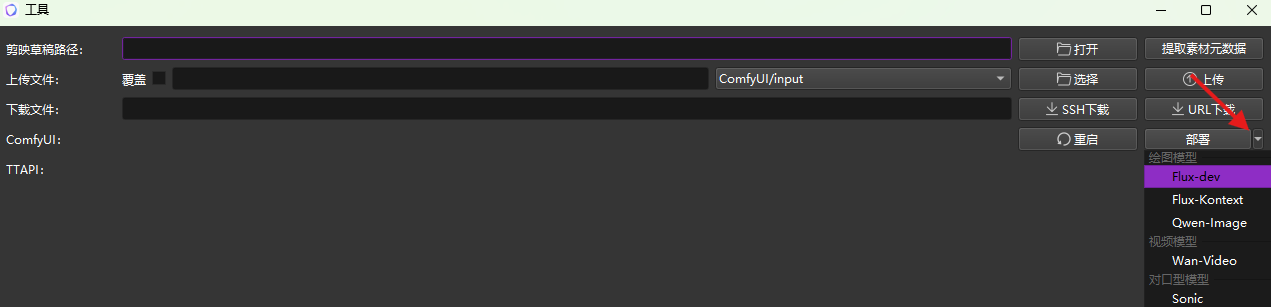 工具
剪映草稿路径：
打开
提取素材元数据
上传文件：
覆盖
ComfyUI/input
选择
上传
下载文件：
SSH下载
URL下载
ComfyUI：
重启
部署
TTAPI：
绘图模型
Flux-dev
Flux-Kontext
Qwen-Image
视频模型
Wan-Video
对口型模型
Sonic